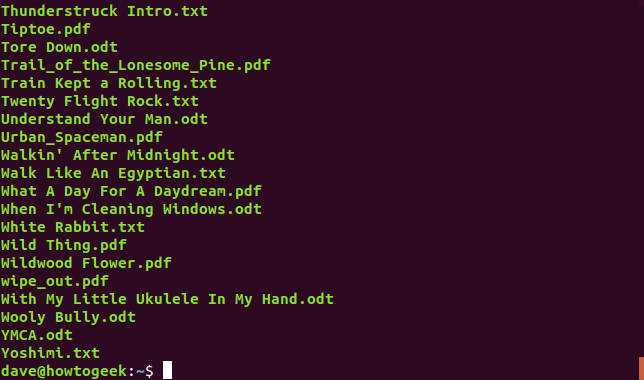 Thunderstruck Intro.txt
Tiptoe.pdf
Tore Down.odt
Trail_of_the_Lonesome_Pine.pdf
Train Kept a Rolling.txt
Twenty Flight Rock.txt
Understand Your Man.odt
Urban_Spaceman.pdf
Walkin' After Midnight.odt
Walk Like An Egyptian.txt
What A Day For A Daydream.pdf
When I'm Cleaning Windows.odt
White Rabbit.txt
Wild Thing.pdf
Wildwood Flower.pdf
wipe_out.pdf
With My Little Ukulele In My Hand.odt
Wooly Bully.odt
YMCA.odt
Yoshimi.txt
dave@howtogeek:~$